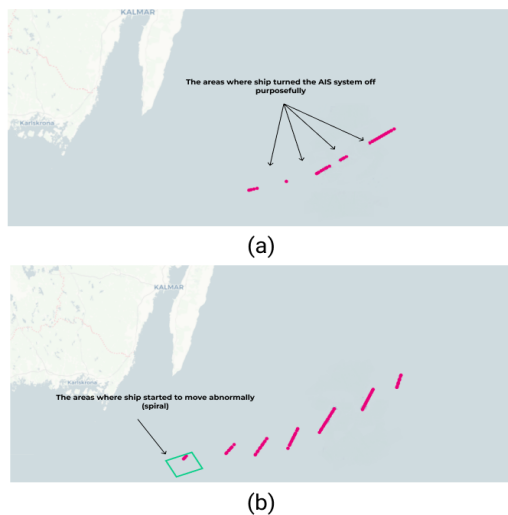 KALMAR
The areas where ship turned the AIS system off
purposefully
Karlskrona
(a)
KALMAR
Karlskrona
The areas where ship started to move abnormally
(spiral)
(b)